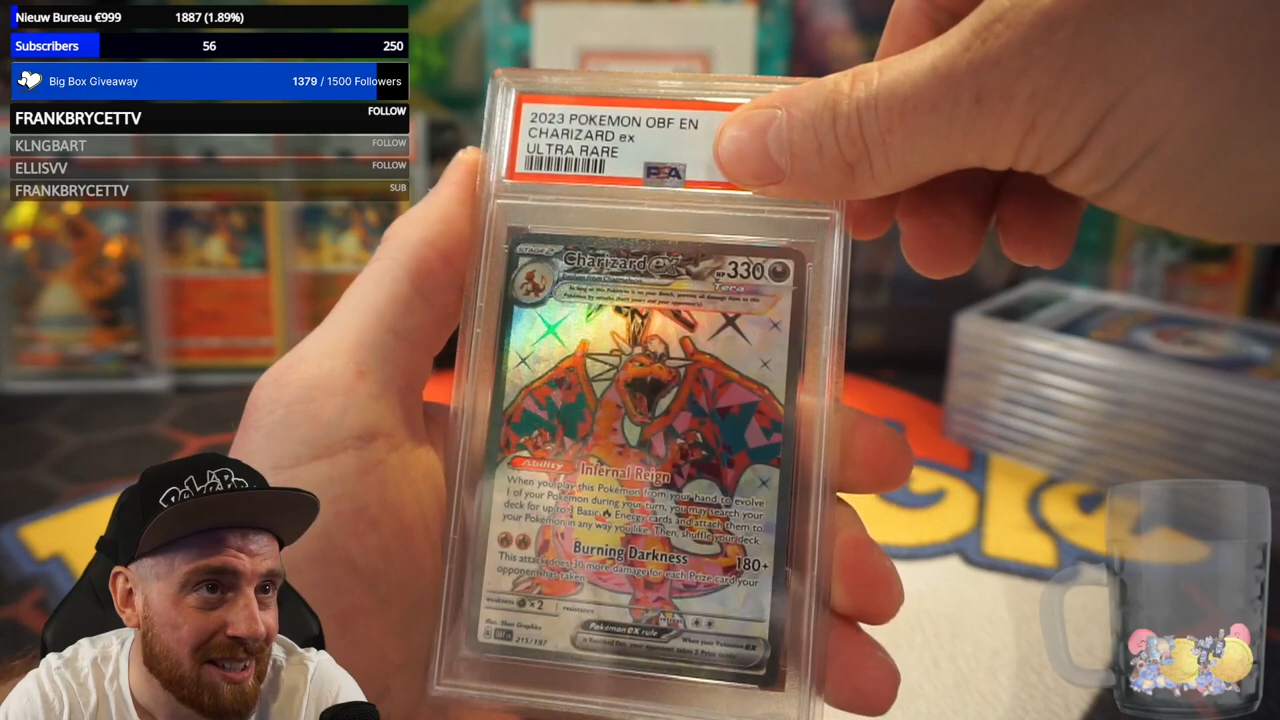 Nieuw Bureau €999 1887 (1.89%)
Subscribers 56 250
Big Box Giveaway 1379 / 1500 Followers
FRANKBRYCETTV FOLLOW
KLNGBART FOLLOW
ELLISVV FOLLOW
FRANKBRYCETTV SUB
2023 POKEMON OBF EN
CHARIZARD ex
ULTRA RARE
PSA
STAGE 2 Charizard ex HP 330
Tera
Ability Infernal Reign
When you play this Pokémon from your hand to evolve
1 of your Pokémon during your turn, you may search your
deck for up to 3 Basic Energy cards and attach them to
your Pokémon in any way you like. Then, shuffle your deck.
Burning Darkness 180+
This attack does 30 more damage for each Prize card your
opponent has taken.
weakness ×2 resistance
Pokémon ex rule
215/197